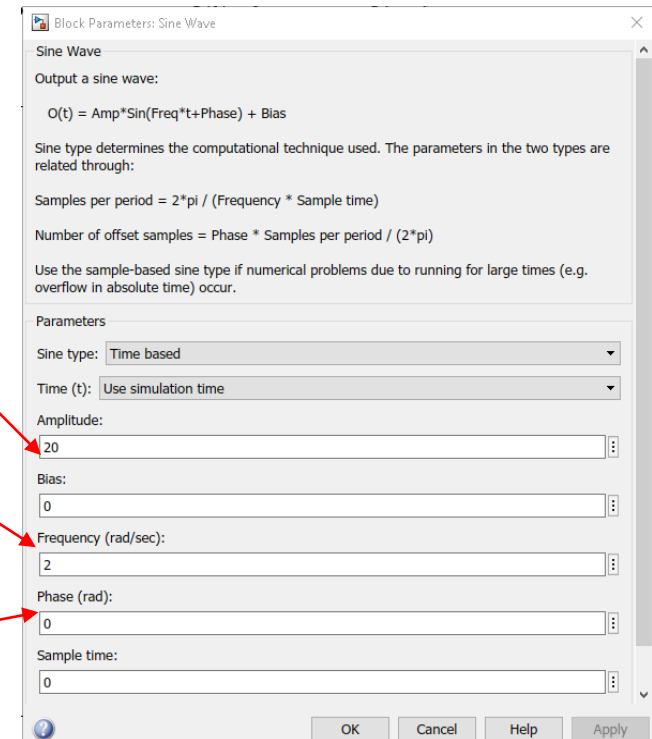 Block Parameters: Sine Wave
Sine Wave
Output a sine wave:
O(t) = Amp*Sin(Freq*t+Phase) + Bias
Sine type determines the computational technique used. The parameters in the two types are
related through:
Samples per period = 2*pi / (Frequency * Sample time)
Number of offset samples = Phase * Samples per period / (2*pi)
Use the sample-based sine type if numerical problems due to running for large times (e.g.
overflow in absolute time) occur.
Parameters
Sine type: Time based
Time (t): Use simulation time
Amplitude:
20
Bias:
0
Frequency (rad/sec):
2
Phase (rad):
0
Sample time:
0
OK Cancel Help Apply